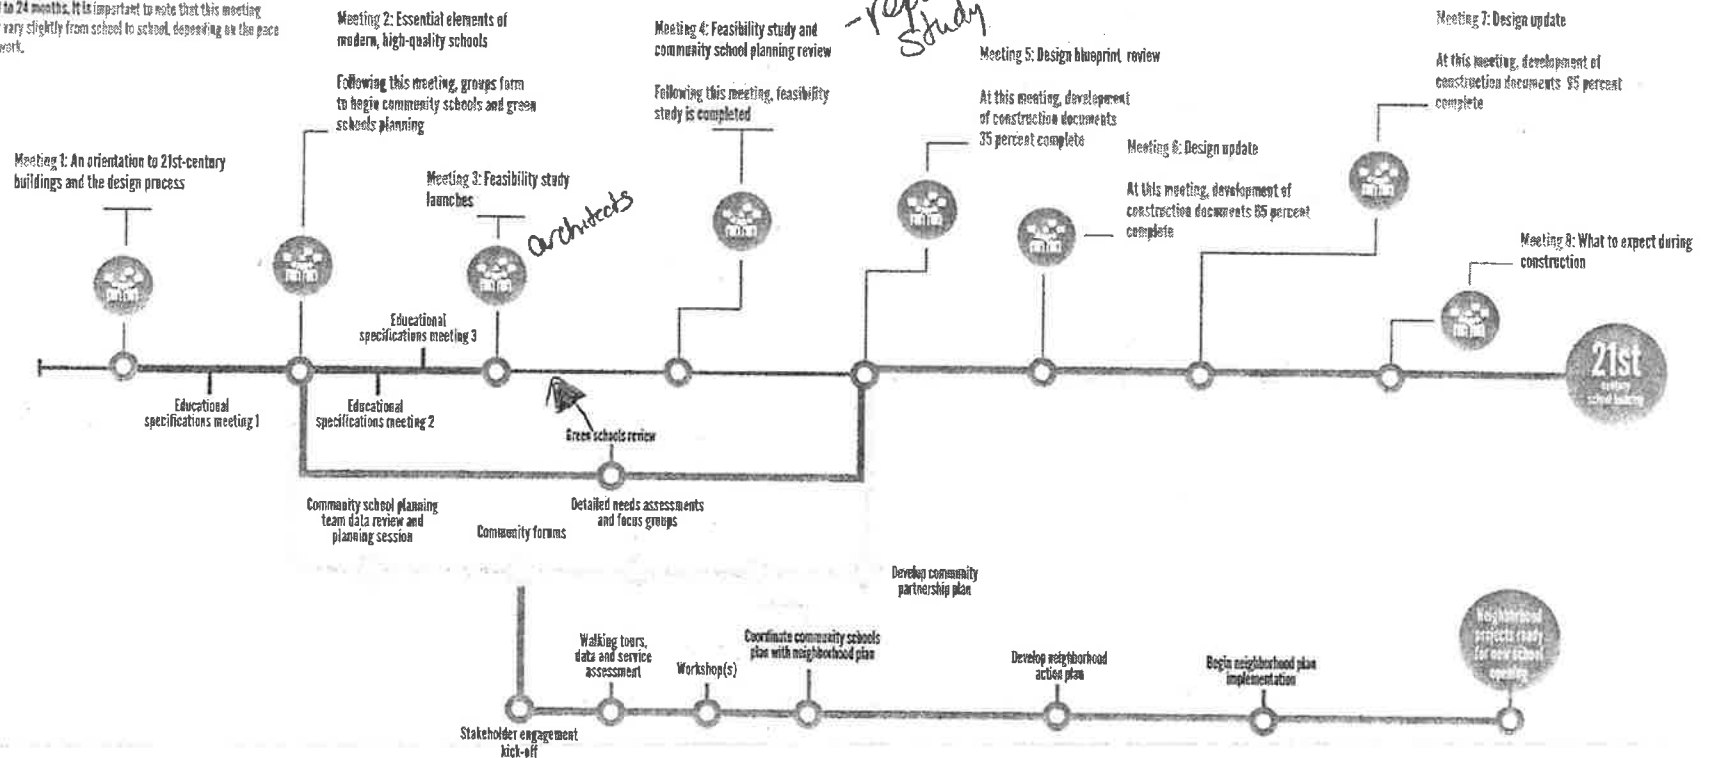 to 24 months. It is important to note that this meeting
vary slightly from school to school, depending on the pace
work.
Meeting 1: An orientation to 21st-century
buildings and the design process
Meeting 2: Essential elements of
modern, high-quality schools
Following this meeting, groups form
to begin community schools and green
schools planning
Meeting 3: Feasibility study
launches
architects
Meeting 4: Feasibility study and
community school planning review
Following this meeting, feasibility
study is completed
- 
study
Meeting 5: Design blueprint review
At this meeting, development
of construction documents
35 percent complete
Meeting 6: Design update
At this meeting, development of
construction documents 65 percent
complete
Meeting 7: Design update
At this meeting, development of
construction documents 95 percent
complete
Meeting 8: What to expect during
construction
Educational
specifications meeting 1
Educational
specifications meeting 2
Educational
specifications meeting 3
21st
century
school building
Green schools review
Community school planning
team data review and
planning session
Detailed needs assessments
and focus groups
Community forums
Develop community
partnership plan
Stakeholder engagement
kick-off
Walking tours,
data and service
assessment
Workshop(s)
Coordinate community schools
plan with neighborhood plan
Develop neighborhood
action plan
Begin neighborhood plan
implementation
Neighborhood
projects ready
for new school
opening